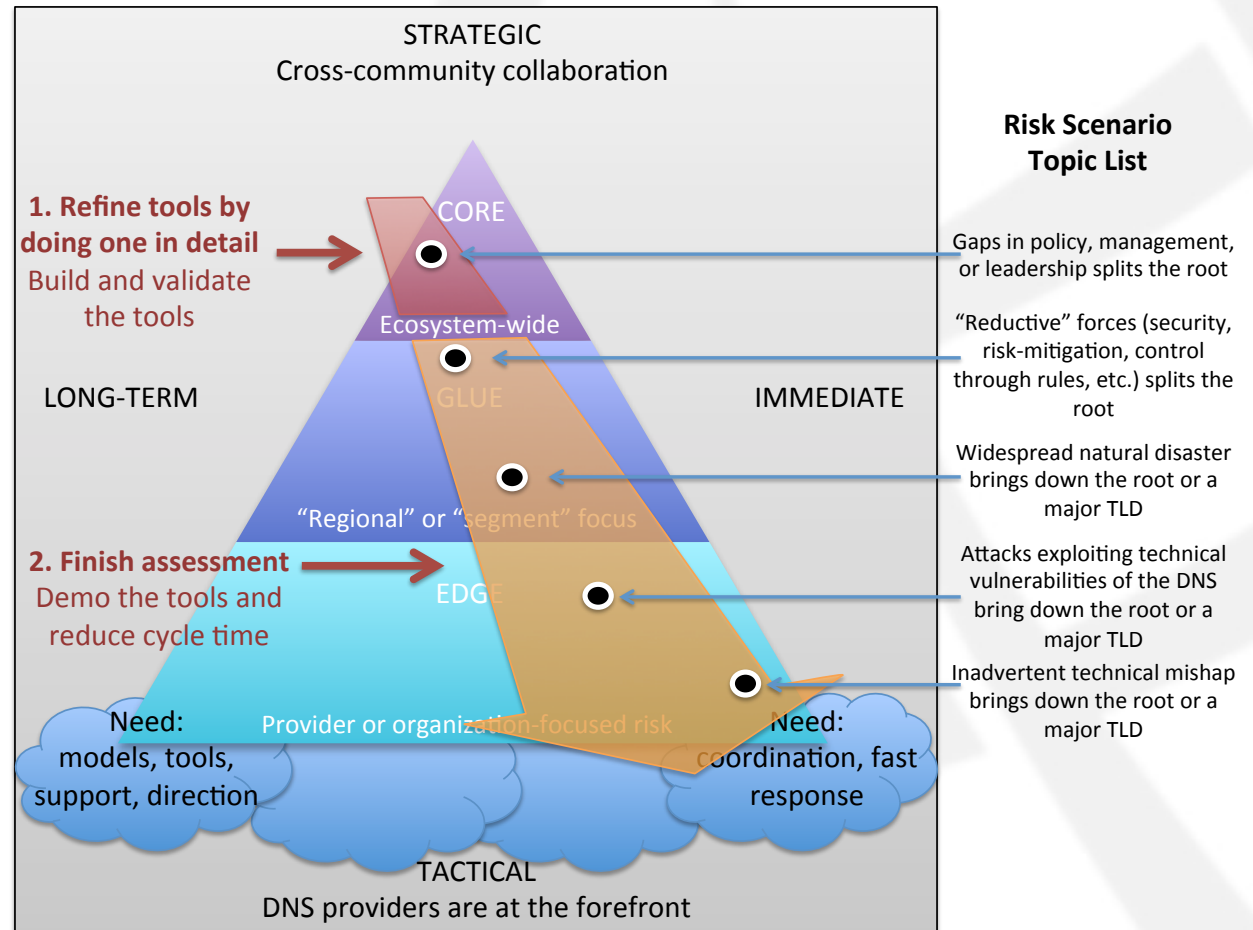 STRATEGIC
Cross-community collaboration
Risk Scenario
Topic List
1. Refine tools by
doing one in detail
Build and validate
the tools
CORE
Ecosystem-wide
Gaps in policy, management,
or leadership splits the root
“Reductive” forces (security,
risk-mitigation, control
through rules, etc.) splits the
root
LONG-TERM
GLUE
IMMEDIATE
“Regional” or “segment” focus
Widespread natural disaster
brings down the root or a
major TLD
2. Finish assessment
Demo the tools and
reduce cycle time
EDGE
Attacks exploiting technical
vulnerabilities of the DNS
bring down the root or a
major TLD
Inadvertent technical mishap
brings down the root or a
major TLD
Provider or organization-focused risk
Need:
models, tools,
support, direction
Need:
coordination, fast
response
TACTICAL
DNS providers are at the forefront